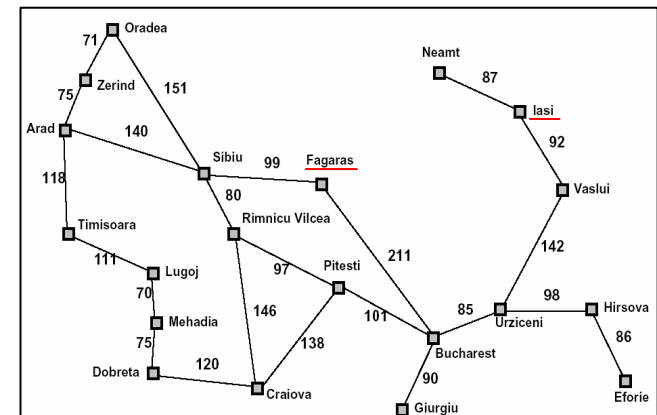 Oradea
71
Neamt
87
Zerind
151
75
Iasi
Arad
140
92
Sibiu
99
Fagaras
118
80
Vaslui
Timisoara
Rimnicu Vilcea
111
97
211
142
Lugoj
Pitesti
70
98
Hirsova
146
101
85
Urziceni
Mehadia
86
75
138
Bucharest
120
90
Dobreta
Craiova
Eforie
Giurgiu